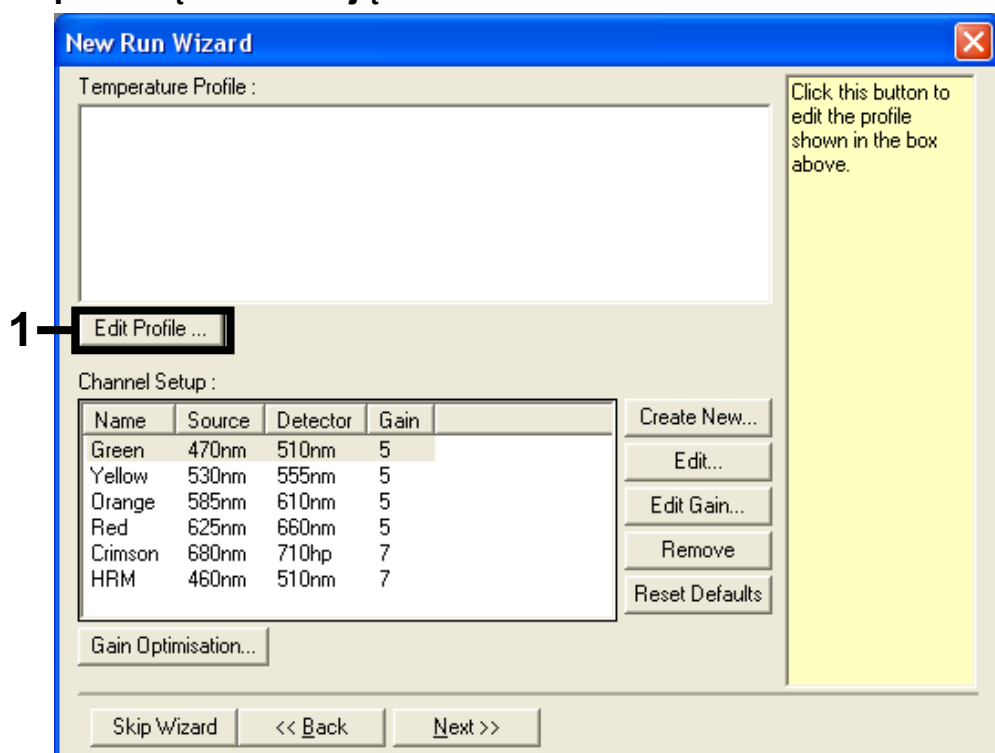 New Run Wizard
Temperature Profile :
Click this button to
edit the profile
shown in the box
above.
1
Edit Profile ...
Channel Setup :
Name Source Detector Gain
Green 470nm 510nm 5
Yellow 530nm 555nm 5
Orange 585nm 610nm 5
Red 625nm 660nm 5
Crimson 680nm 710hp 7
HRM 460nm 510nm 7
Create New...
Edit...
Edit Gain...
Remove
Reset Defaults
Gain Optimisation...
Skip Wizard << Back Next >>